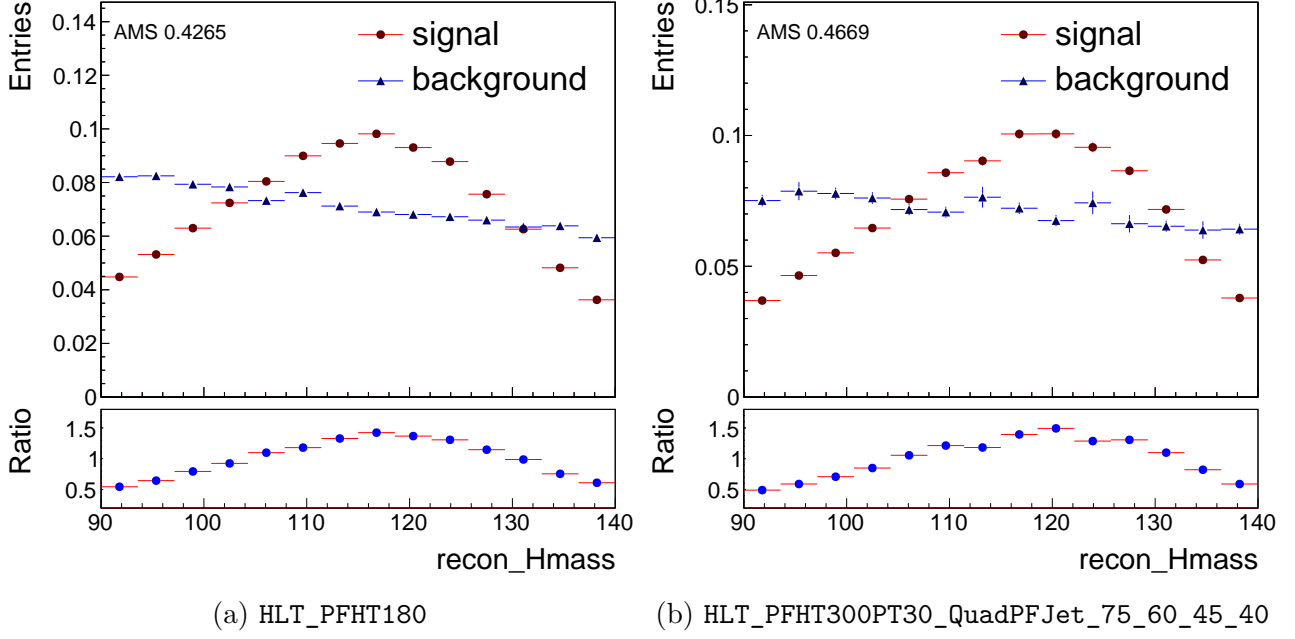 Entries
AMS 0.4265
signal
background
0.14
0.12
0.1
0.08
0.06
0.04
0.02
0
Ratio
1.5
1
0.5
90 100 110 120 130 140
recon_Hmass
(a) HLT_PFHT180
Entries
AMS 0.4669
signal
background
0.15
0.1
0.05
0
Ratio
1.5
1
0.5
90 100 110 120 130 140
recon_Hmass
(b) HLT_PFHT300PT30_QuadPFJet_75_60_45_40